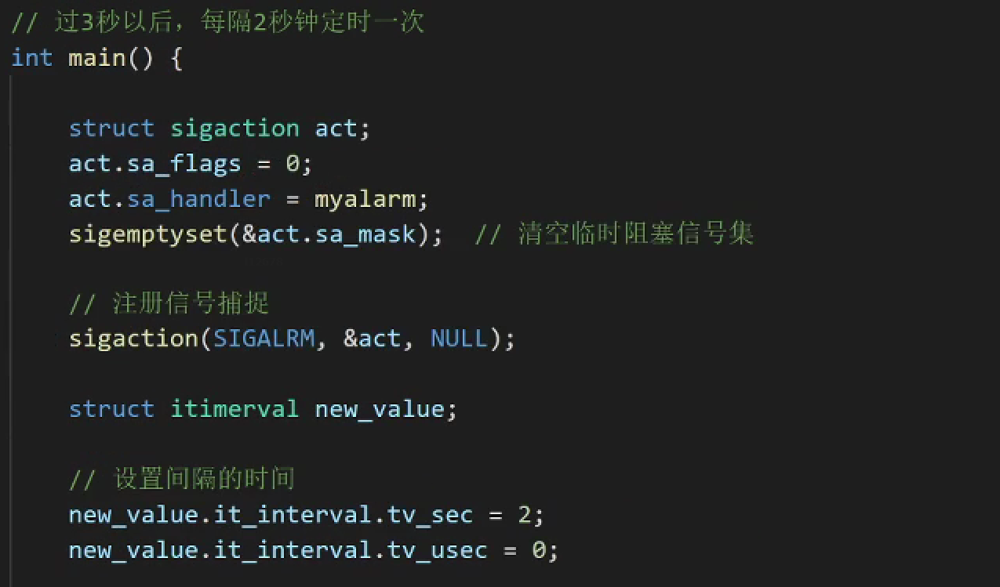 // 过3秒以后，每隔2秒钟定时一次
int main() {
struct sigaction act;
act.sa_flags = 0;
act.sa_handler = myalarm;
sigemptyset(&act.sa_mask);  // 清空临时阻塞信号集
// 注册信号捕捉
sigaction(SIGALRM, &act, NULL);
struct itimerval new_value;
// 设置间隔的时间
new_value.it_interval.tv_sec = 2;
new_value.it_interval.tv_usec = 0;